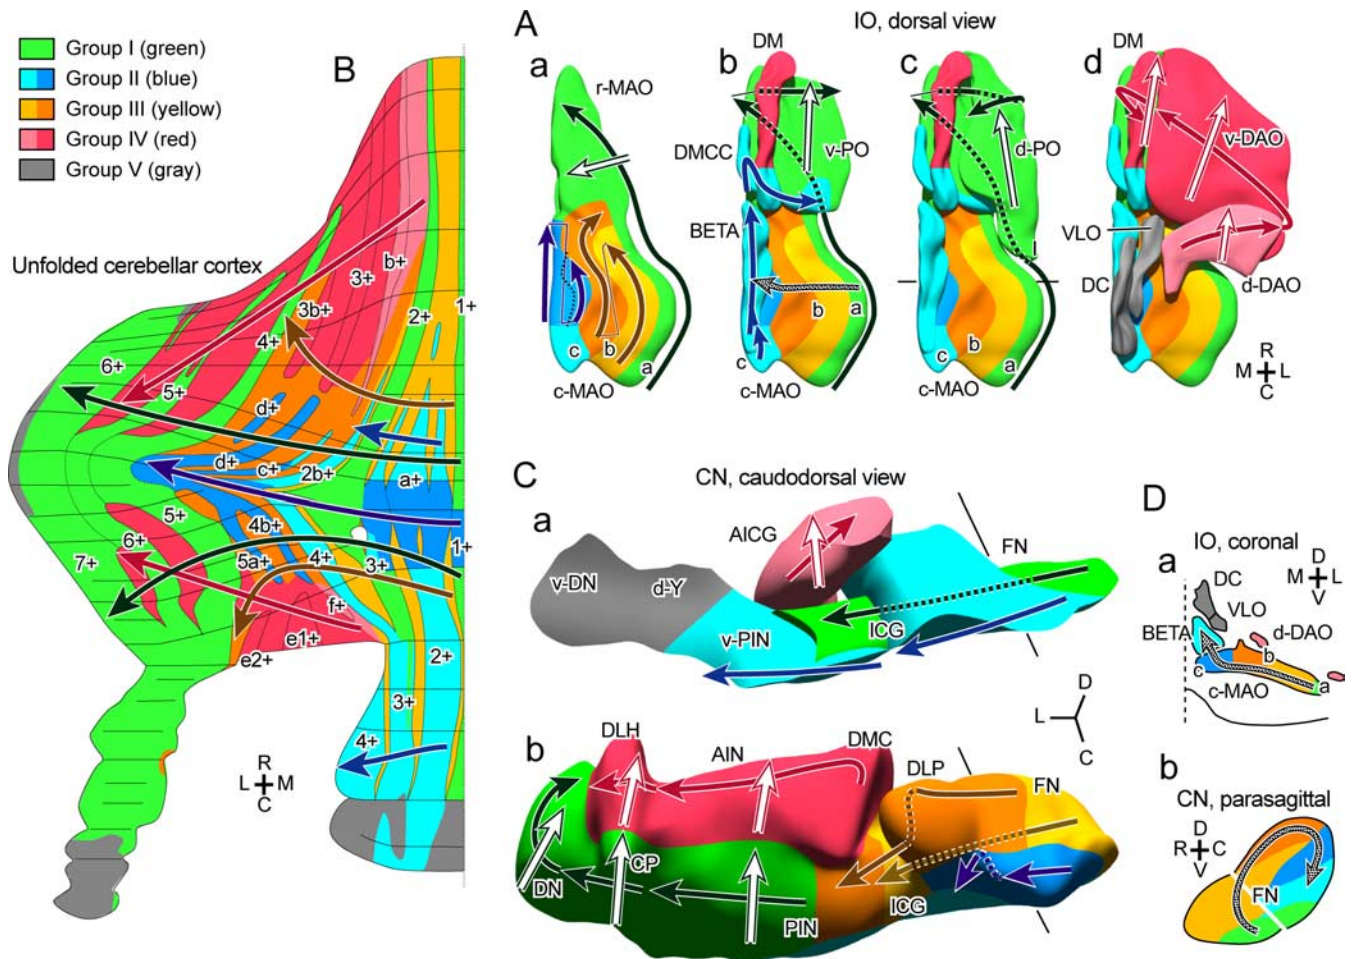 Group I (green)
Group II (blue)
Group III (yellow)
Group IV (red)
Group V (gray)
B
Unfolded cerebellar cortex
1+
2+
b+
3+
3b+
4+
6+
5+
d+
d+
c+
2b+
a+
5+
4b+
6+
7+
5a+
4+
3+
1+
f+
e1+
e2+
2+
3+
4+
R
L M
C
A
IO, dorsal view
a
r-MAO
c
b
a
c-MAO
b
DM
DMCC
v-PO
BETA
b
a
c
c-MAO
c
d-PO
L
b
c
a
c-MAO
d
DM
v-DAO
VLO
DC
d-DAO
R
M L
C
C
CN, caudodorsal view
a
AICG
FN
v-DN
d-Y
v-PIN
ICG
D
L
C
b
DLH
AIN
DMC
DLP
FN
CP
DN
PIN
ICG
D
IO, coronal
a
D
M L
V
DC
VLO
BETA
d-DAO
b
c
a
c-MAO
b
CN, parasagittal
D
R C
V
FN